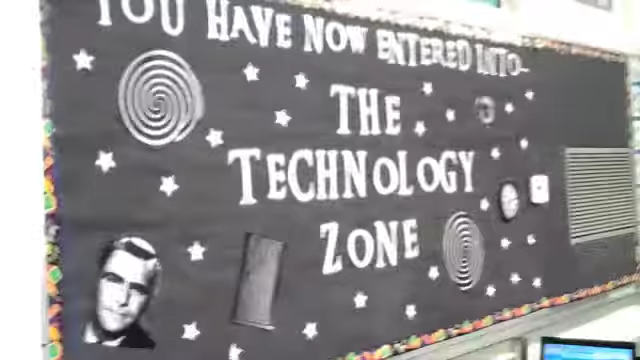 YOU HAVE NOW ENTERED INTO-
THE
TECHNOLOGY
ZONE